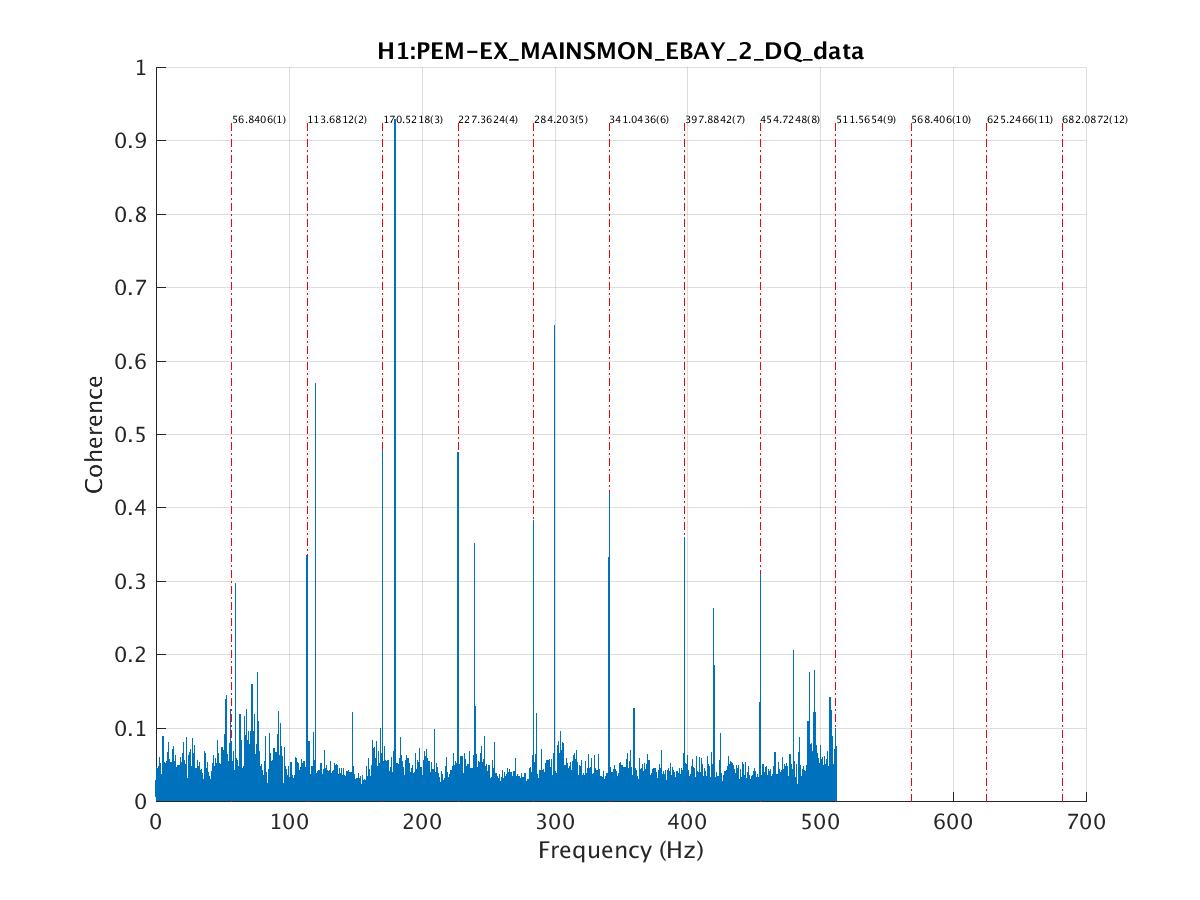 H1:PEM-EX_MAINSMON_EBAY_2_DQ_data
56.8406(1) 113.6812(2) 170.5218(3) 227.3624(4) 284.203(5) 341.0436(6) 397.8842(7) 454.7248(8) 511.5654(9) 568.406(10) 625.2466(11) 682.0872(12)
1
0.9
0.8
0.7
0.6
0.5
0.4
0.3
0.2
0.1
0
Coherence
0 100 200 300 400 500 600 700
Frequency (Hz)